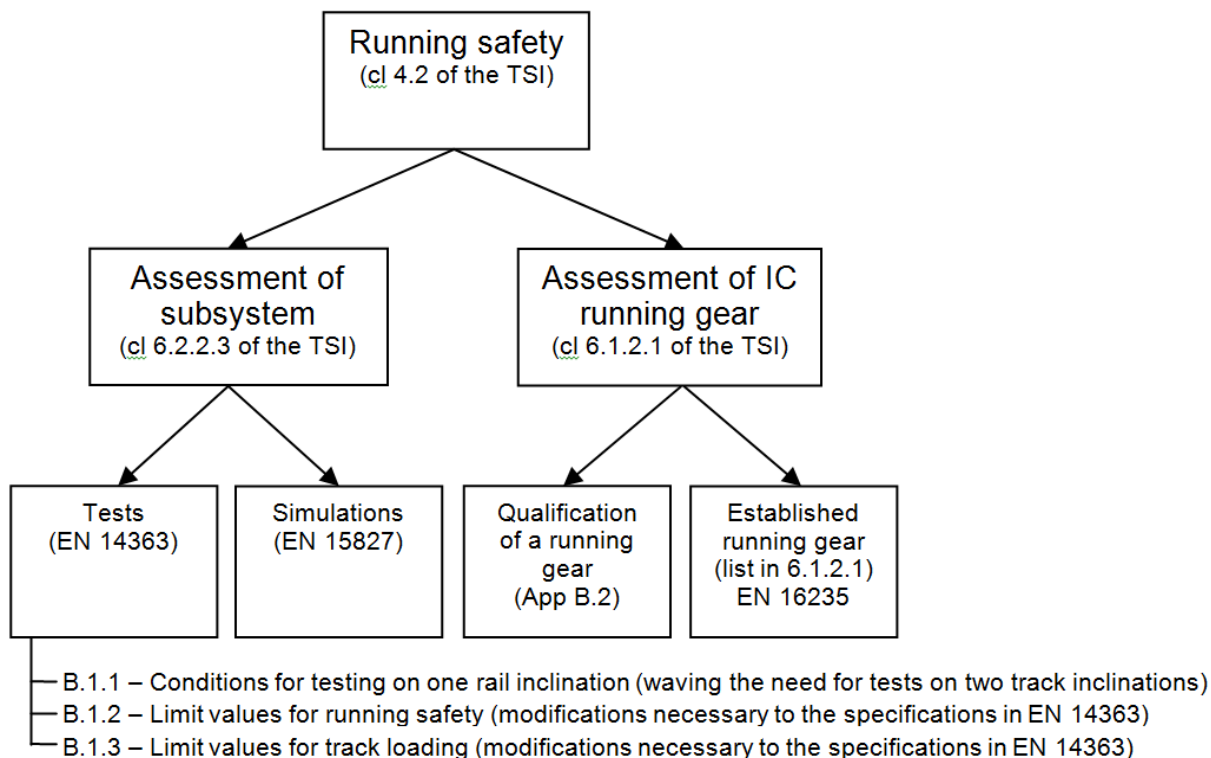 Running safety
(cl 4.2 of the TSI)
Assessment of
subsystem
(cl 6.2.2.3 of the TSI)
Assessment of IC
running gear
(cl 6.1.2.1 of the TSI)
Tests
(EN 14363)
Simulations
(EN 15827)
Qualification
of a running
gear
(App B.2)
Established
running gear
(list in 6.1.2.1)
EN 16235
B.1.1 – Conditions for testing on one rail inclination (waving the need for tests on two track inclinations)
B.1.2 – Limit values for running safety (modifications necessary to the specifications in EN 14363)
B.1.3 – Limit values for track loading (modifications necessary to the specifications in EN 14363)